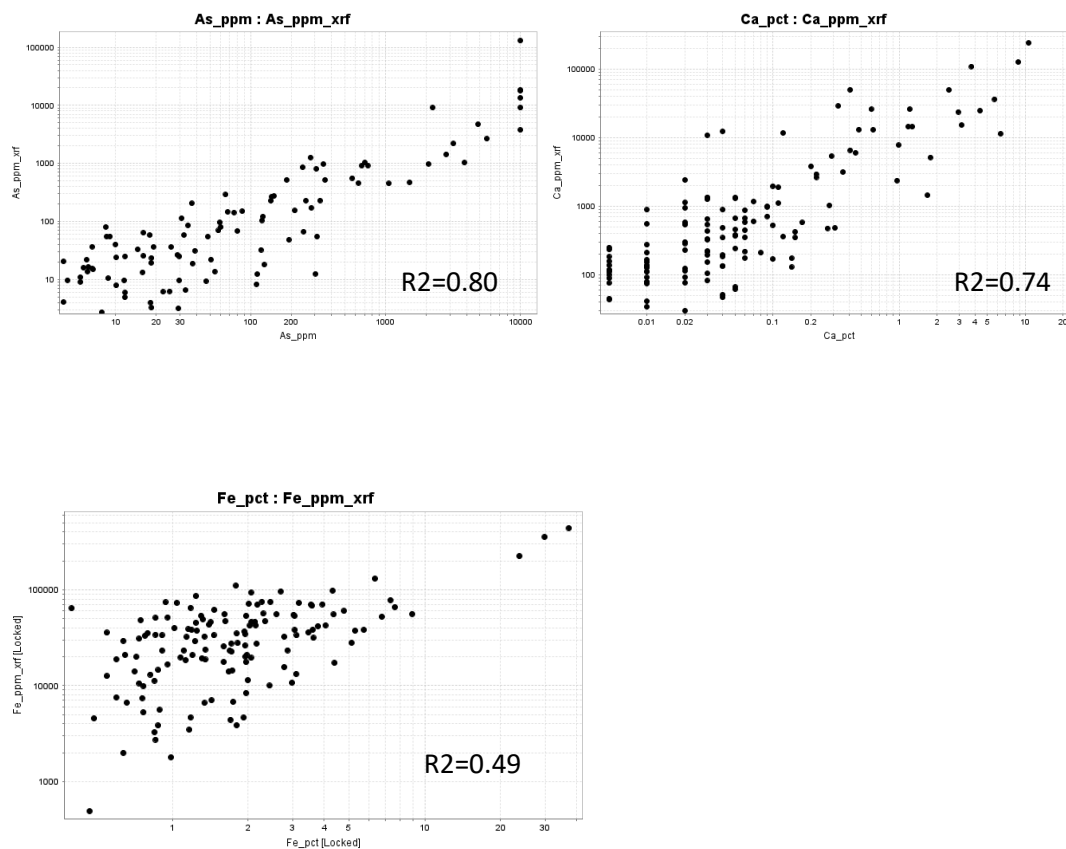 As_ppm : As_ppm_xrf
100000
10000
1000
100
10
As_ppm_xrf
10 20 30 100 200 1000 10000
As_ppm
R2=0.80
Ca_pct : Ca_ppm_xrf
100000
10000
1000
100
Ca_ppm_xrf
0.01 0.02 0.1 0.2 1 2 3 4 5 10 20
Ca_pct
R2=0.74
Fe_pct : Fe_ppm_xrf
100000
10000
1000
Fe_ppm_xrf [Locked]
1 2 3 4 5 10 30
Fe_pct [Locked]
R2=0.49